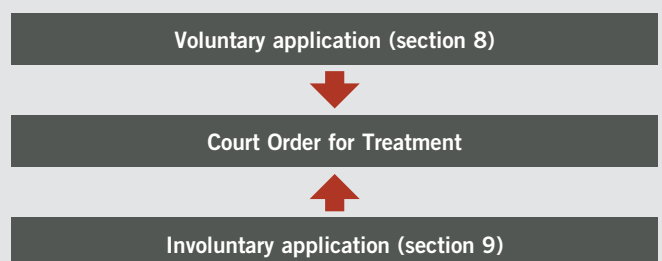 Voluntary application (section 8)
Court Order for Treatment
Involuntary application (section 9)